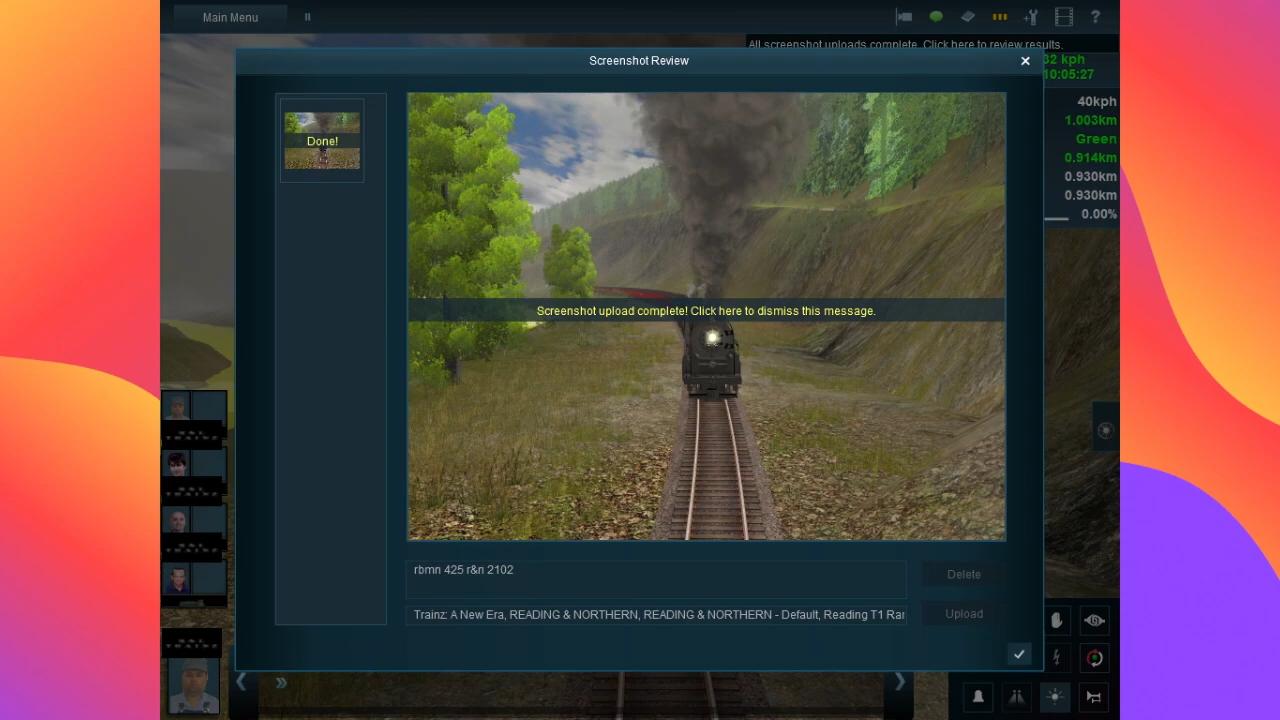 Main Menu
?
All screenshot uploads complete. Click here to review results.
Screenshot Review
32 kph
10:05:27
40kph
1.003km
Green
0.914km
0.930km
0.930km
0.00%
Done!
Screenshot upload complete! Click here to dismiss this message.
rbmn 425 r&n 2102
Delete
Trainz: A New Era, READING & NORTHERN, READING & NORTHERN - Default, Reading T1 Rar
Upload